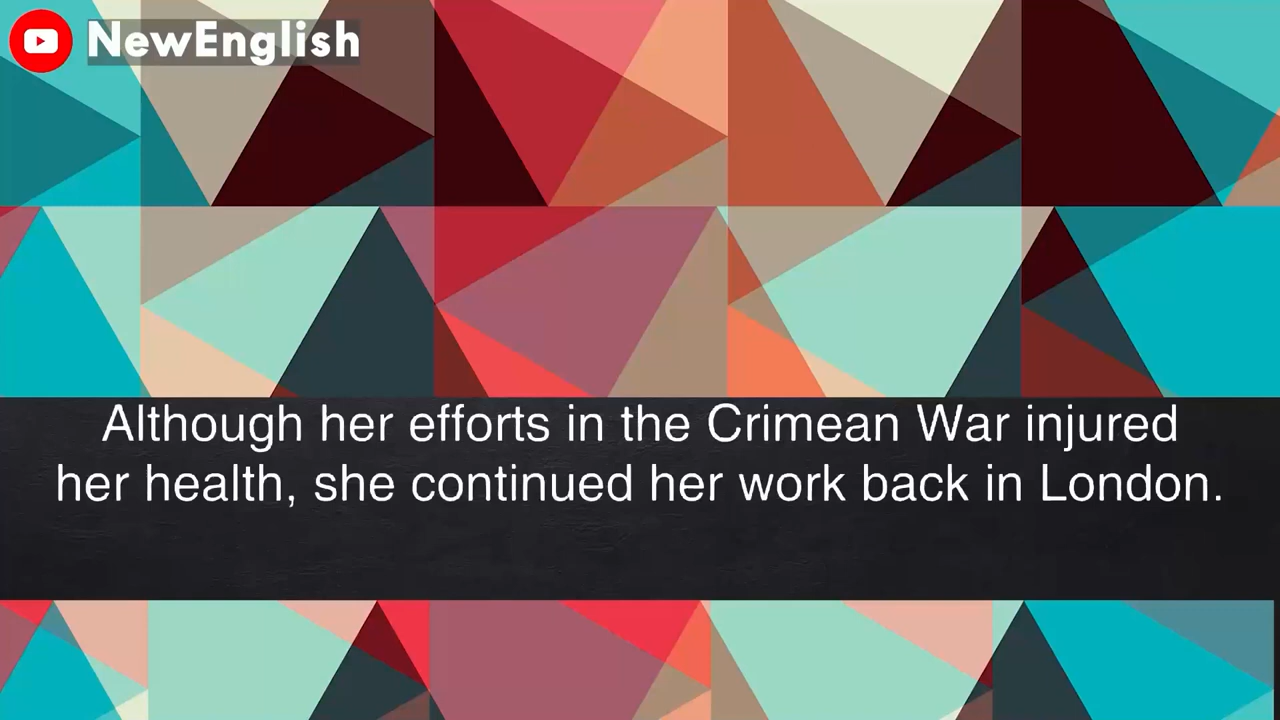 NewEnglish
Although her efforts in the Crimean War injured
her health, she continued her work back in London.